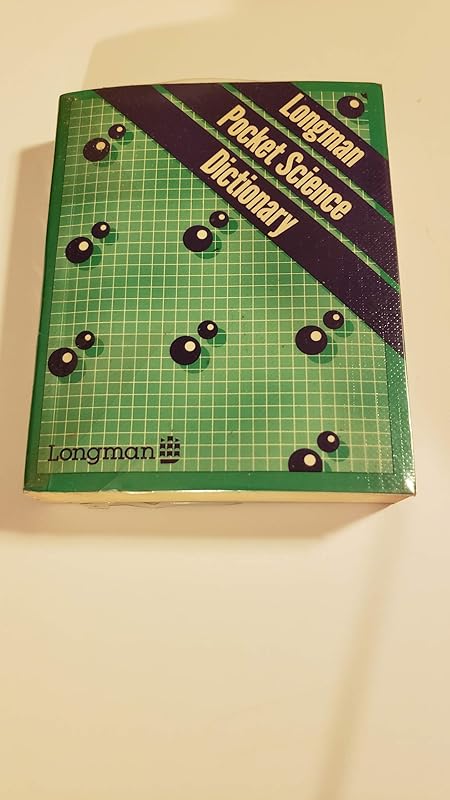 Longman
Pocket Science
Dictionary
Longman